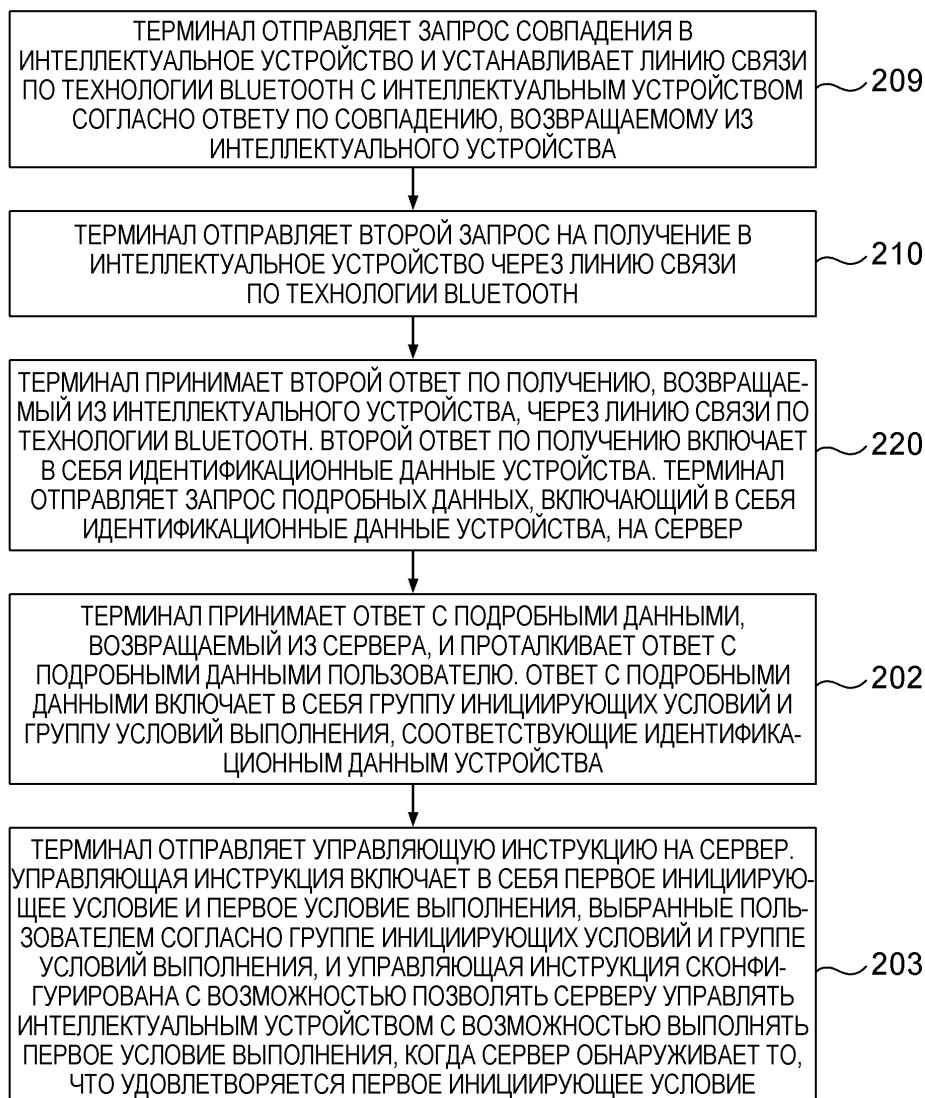 ТЕРМИНАЛ ОТПРАВЛЯЕТ ЗАПРОС СОВПАДЕНИЯ В
ИНТЕЛЛЕКТУАЛЬНОЕ УСТРОЙСТВО И УСТАНАВЛИВАЕТ ЛИНИЮ СВЯЗИ
ПО ТЕХНОЛОГИИ BLUETOOTH С ИНТЕЛЛЕКТУАЛЬНЫМ УСТРОЙСТВОМ
СОГЛАСНО ОТВЕТУ ПО СОВПАДЕНИЮ, ВОЗВРАЩАЕМОМУ ИЗ
ИНТЕЛЛЕКТУАЛЬНОГО УСТРОЙСТВА
209
ТЕРМИНАЛ ОТПРАВЛЯЕТ ВТОРОЙ ЗАПРОС НА ПОЛУЧЕНИЕ В
ИНТЕЛЛЕКТУАЛЬНОЕ УСТРОЙСТВО ЧЕРЕЗ ЛИНИЮ СВЯЗИ
ПО ТЕХНОЛОГИИ BLUETOOTH
210
ТЕРМИНАЛ ПРИНИМАЕТ ВТОРОЙ ОТВЕТ ПО ПОЛУЧЕНИЮ, ВОЗВРАЩАЕ-
МЫЙ ИЗ ИНТЕЛЛЕКТУАЛЬНОГО УСТРОЙСТВА, ЧЕРЕЗ ЛИНИЮ СВЯЗИ ПО
ТЕХНОЛОГИИ BLUETOOTH. ВТОРОЙ ОТВЕТ ПО ПОЛУЧЕНИЮ ВКЛЮЧАЕТ
В СЕБЯ ИДЕНТИФИКАЦИОННЫЕ ДАННЫЕ УСТРОЙСТВА. ТЕРМИНАЛ
ОТПРАВЛЯЕТ ЗАПРОС ПОДРОБНЫХ ДАННЫХ, ВКЛЮЧАЮЩИЙ В СЕБЯ
ИДЕНТИФИКАЦИОННЫЕ ДАННЫЕ УСТРОЙСТВА, НА СЕРВЕР
220
ТЕРМИНАЛ ПРИНИМАЕТ ОТВЕТ С ПОДРОБНЫМИ ДАННЫМИ,
ВОЗВРАЩАЕМЫЙ ИЗ СЕРВЕРА, И ПРОТАЛКИВАЕТ ОТВЕТ С
ПОДРОБНЫМИ ДАННЫМИ ПОЛЬЗОВАТЕЛЮ. ОТВЕТ С ПОДРОБНЫМИ
ДАННЫМИ ВКЛЮЧАЕТ В СЕБЯ ГРУППУ ИНИЦИИРУЮЩИХ УСЛОВИЙ И
ГРУППУ УСЛОВИЙ ВЫПОЛНЕНИЯ, СООТВЕТСТВУЮЩИЕ ИДЕНТИФИКА-
ЦИОННЫМ ДАННЫМ УСТРОЙСТВА
202
ТЕРМИНАЛ ОТПРАВЛЯЕТ УПРАВЛЯЮЩУЮ ИНСТРУКЦИЮ НА СЕРВЕР.
УПРАВЛЯЮЩАЯ ИНСТРУКЦИЯ ВКЛЮЧАЕТ В СЕБЯ ПЕРВОЕ ИНИЦИИРУЮ-
ЩЕЕ УСЛОВИЕ И ПЕРВОЕ УСЛОВИЕ ВЫПОЛНЕНИЯ, ВЫБРАННЫЕ ПОЛЬ-
ЗОВАТЕЛЕМ СОГЛАСНО ГРУППЕ ИНИЦИИРУЮЩИХ УСЛОВИЙ И ГРУППЕ
УСЛОВИЙ ВЫПОЛНЕНИЯ, И УПРАВЛЯЮЩАЯ ИНСТРУКЦИЯ СКОНФИ-
ГУРИРОВАНА С ВОЗМОЖНОСТЬЮ ПОЗВОЛЯТЬ СЕРВЕРУ УПРАВЛЯТЬ
ИНТЕЛЛЕКТУАЛЬНЫМ УСТРОЙСТВОМ С ВОЗМОЖНОСТЬЮ ВЫПОЛНЯТЬ
ПЕРВОЕ УСЛОВИЕ ВЫПОЛНЕНИЯ, КОГДА СЕРВЕР ОБНАРУЖИВАЕТ ТО,
ЧТО УДОВЛЕТВОРЯЕТСЯ ПЕРВОЕ ИНИЦИИРУЮЩЕЕ УСЛОВИЕ
203